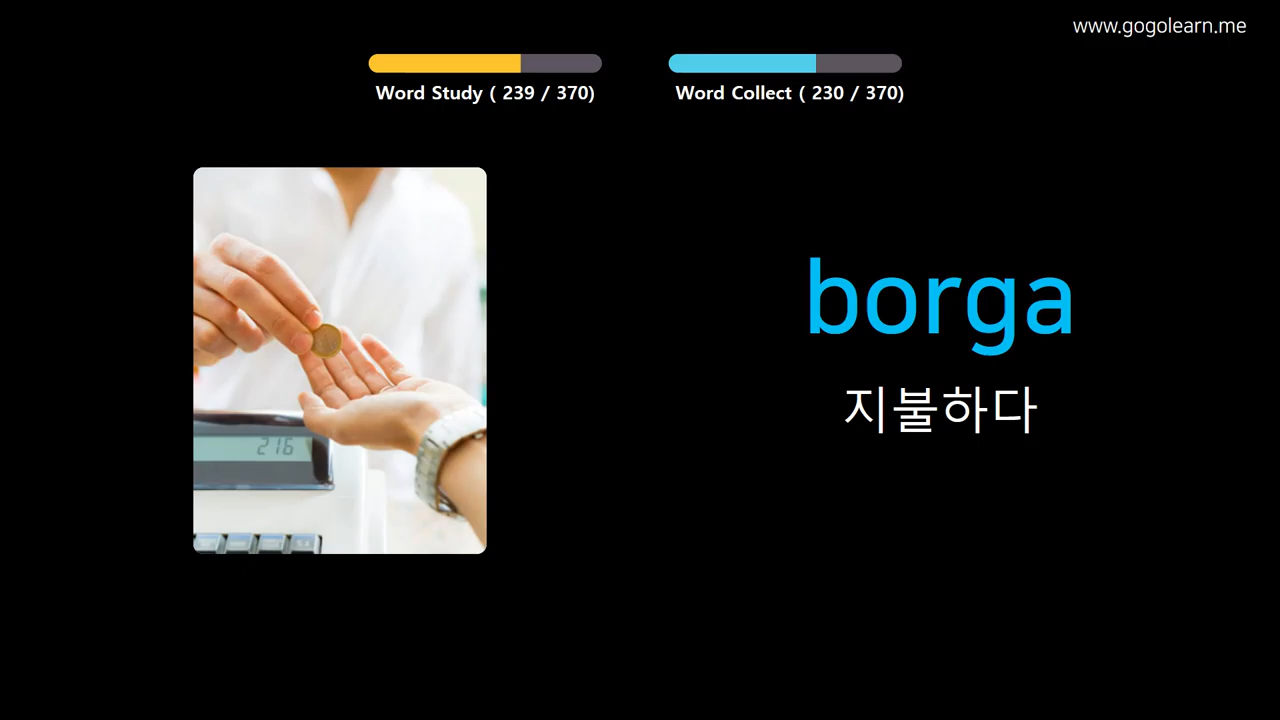 www.gogolearn.me
Word Study ( 239 / 370)
Word Collect ( 230 / 370)
borga
지불하다
216